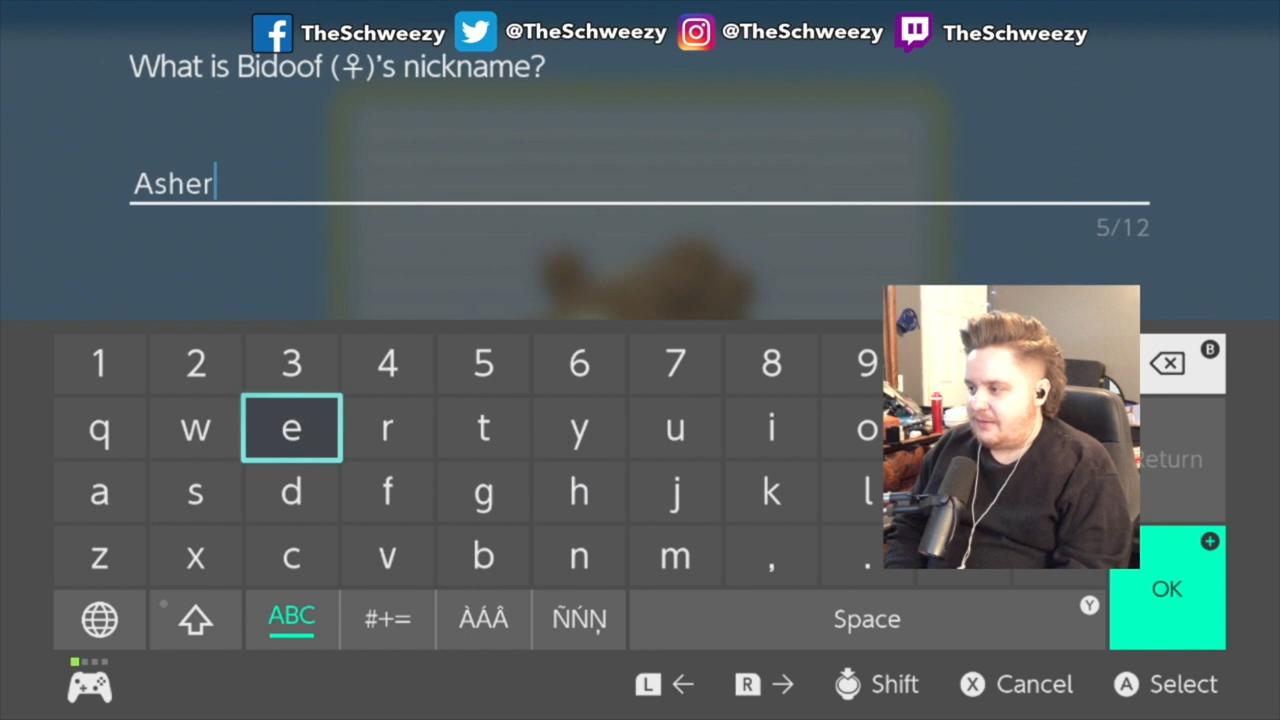 TheSchweezy @TheSchweezy @TheSchweezy TheSchweezy
What is Bidoof (♀)'s nickname?
Asher
5/12
1 2 3 4 5 6 7 8 9 B
q w e r t y u i o
a s d f g h j k l
z x c v b n m , .
OK
ABC #+= ÀÁÂ ÑŃŅ Space Y
L ← R → Shift X Cancel A Select